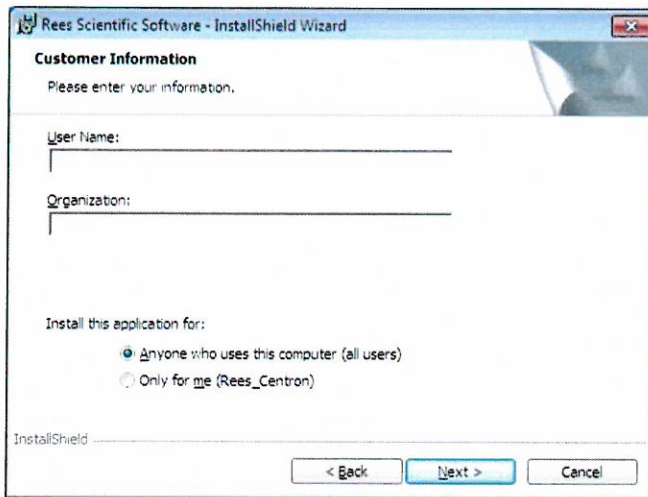 Rees Scientific Software - InstallShield Wizard
Customer Information
Please enter your information.
User Name:
Organization:
Install this application for:
Anyone who uses this computer (all users)
Only for me (Rees_Centron)
InstallShield
< Back Next > Cancel